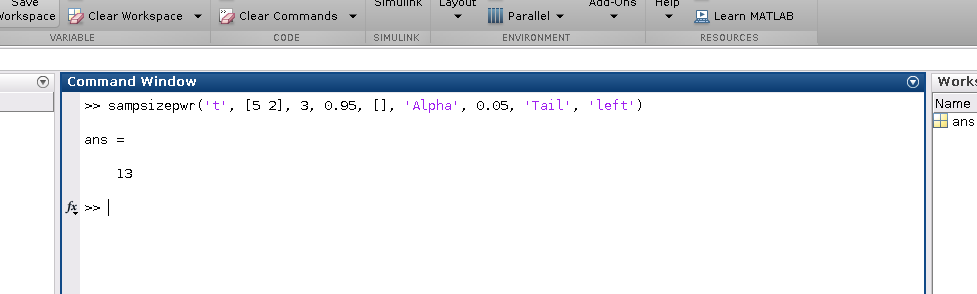 Save
Workspace
Clear Workspace
Clear Commands
Simulink
Layout
Parallel
Add-Ons
Help
Learn MATLAB
VARIABLE
CODE
SIMULINK
ENVIRONMENT
RESOURCES
Command Window
Works
>> sampsizepwr('t', [5 2], 3, 0.95, [], 'Alpha', 0.05, 'Tail', 'left')
Name
ans
ans =
13
fx >>